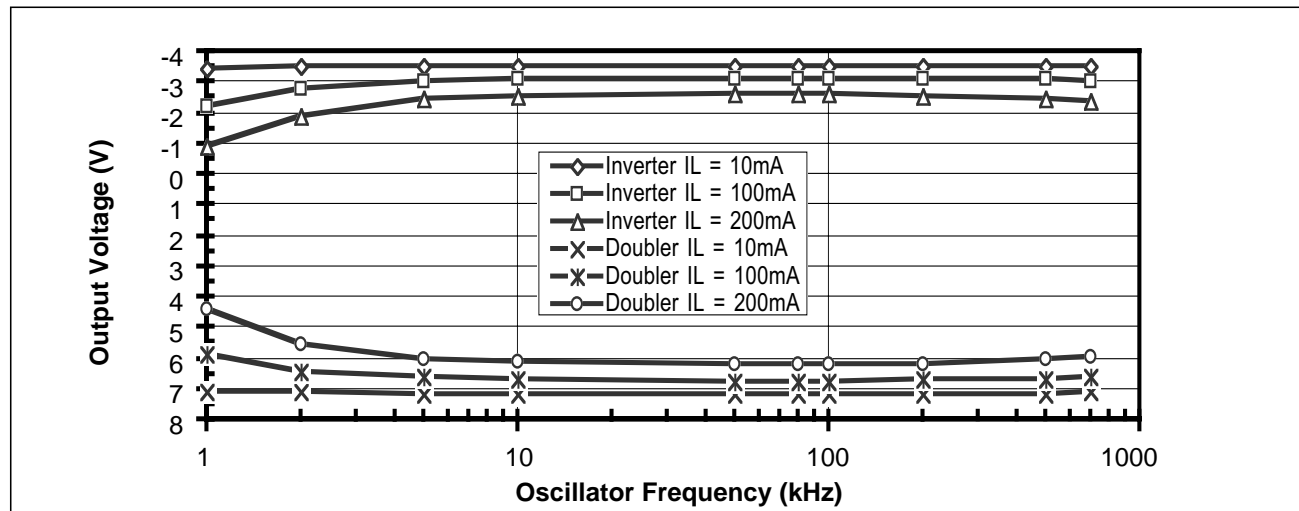 Output Voltage (V)
-4
-3
-2
-1
0
1
2
3
4
5
6
7
8
Inverter IL = 10mA
Inverter IL = 100mA
Inverter IL = 200mA
Doubler IL = 10mA
Doubler IL = 100mA
Doubler IL = 200mA
1 10 100 1000
Oscillator Frequency (kHz)